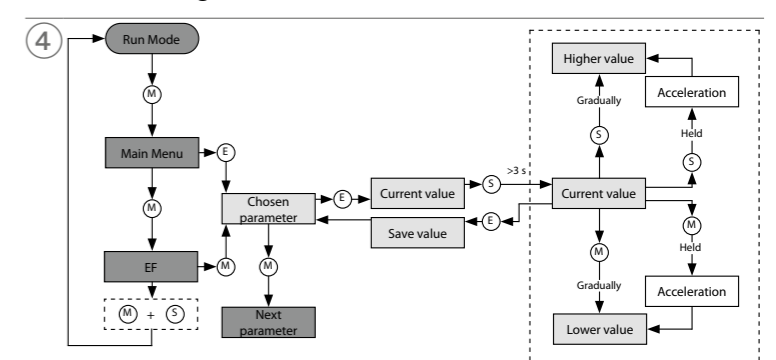 4
Run Mode
M
Main Menu
E
M
EF
M
M + S
Chosen
parameter
M
Next
parameter
E
Current value
Save value
S
>3 s
E
Higher value
Gradually
S
Acceleration
Held
S
Current value
M
Gradually
Lower value
M
Held
Acceleration